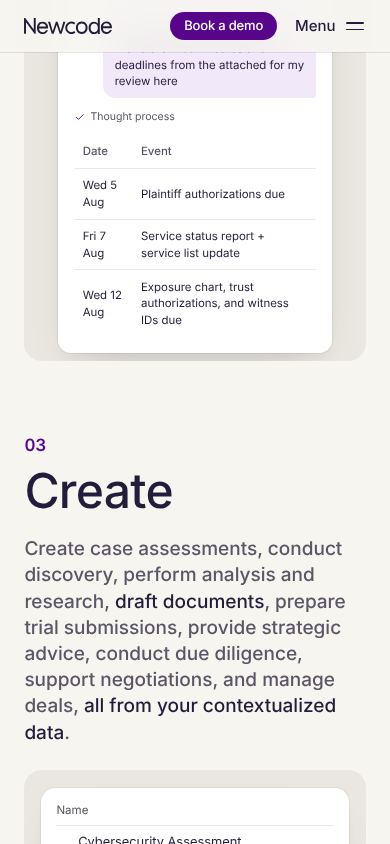 Newcode
Book a demo
Menu
deadlines from the attached for my
review here
Thought process
Date Event
Wed 5
Aug
Plaintiff authorizations due
Fri 7
Aug
Service status report +
service list update
Wed 12
Aug
Exposure chart, trust
authorizations, and witness
IDs due
03
Create
Create case assessments, conduct
discovery, perform analysis and
research, draft documents, prepare
trial submissions, provide strategic
advice, conduct due diligence,
support negotiations, and manage
deals, all from your contextualized
data.
Name
Cybersecurity Assessment